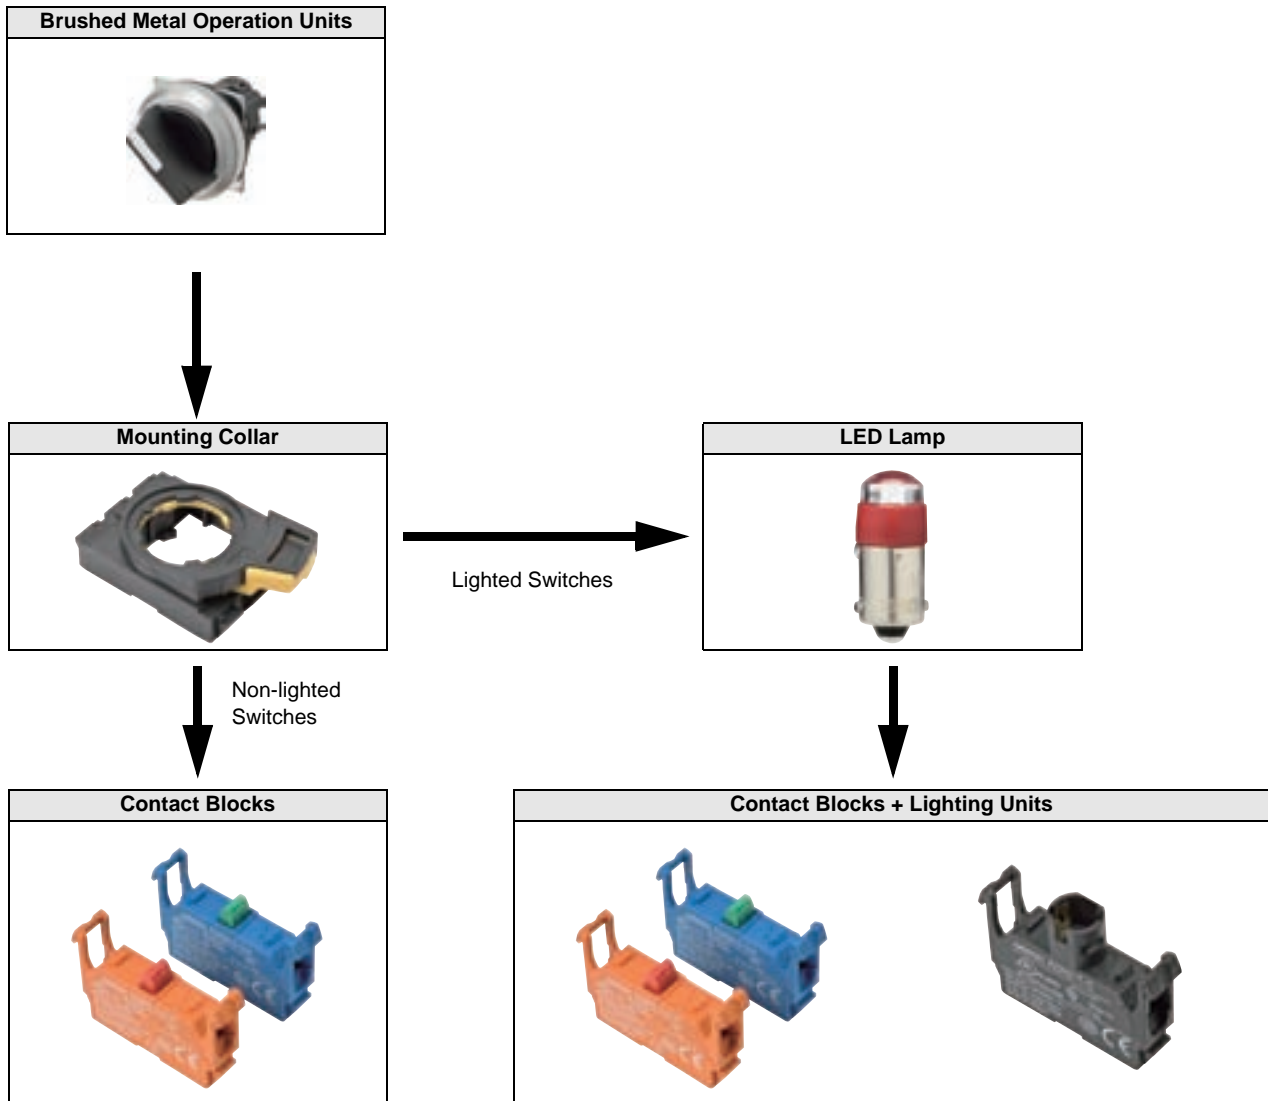 Brushed Metal Operation Units
Mounting Collar
LED Lamp
Lighted Switches
Non-lighted
Switches
Contact Blocks
Contact Blocks + Lighting Units